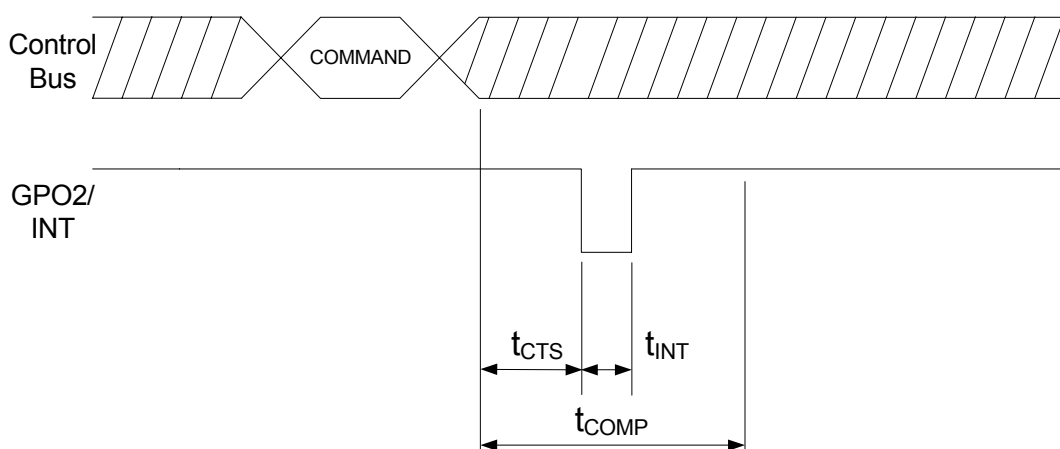 Control
Bus
COMMAND
GPO2/
INT
tCTS
tINT
tCOMP